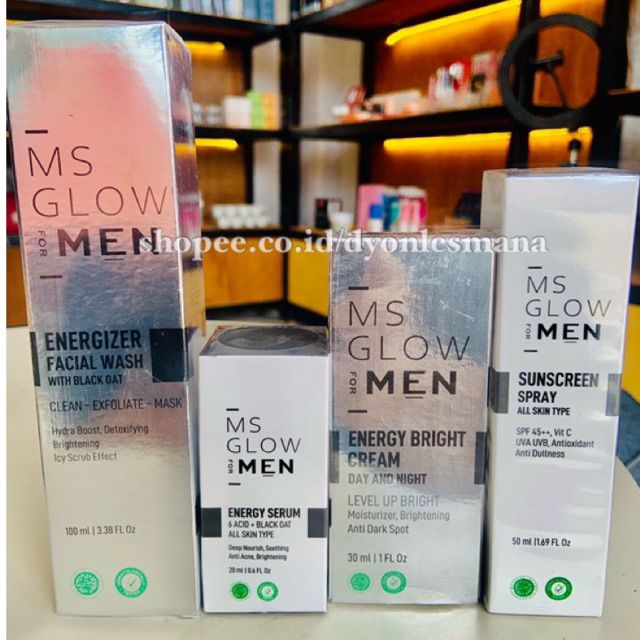 MS
GLOW
FOR
MEN
ENERGIZER
FACIAL WASH
WITH BLACK OAT
CLEAN - EXFOLIATE - MASK
Hydra Boost, Detoxifying
Brightening
Icy Scrub Effect
100 ml | 3.38 FL Oz
MS
GLOW
FOR
MEN
ENERGY SERUM
6 ACID + BLACK OAT
ALL SKIN TYPE
Deep Nourish, Soothing
Anti Acne, Brightening
20 ml | 0.6 FL Oz
MS
GLOW
FOR
MEN
ENERGY BRIGHT
CREAM
DAY AND NIGHT
LEVEL UP BRIGHT
Moisturizer, Brightening
Anti Dark Spot
30 ml | 1 FL Oz
MS
GLOW
FOR
MEN
SUNSCREEN
SPRAY
ALL SKIN TYPE
SPF 45++, Vit C
UVA UVB, Antioxidant
Anti Dullness
50 ml | 1.69 FL Oz
shopee.co.id/dyonlesmana